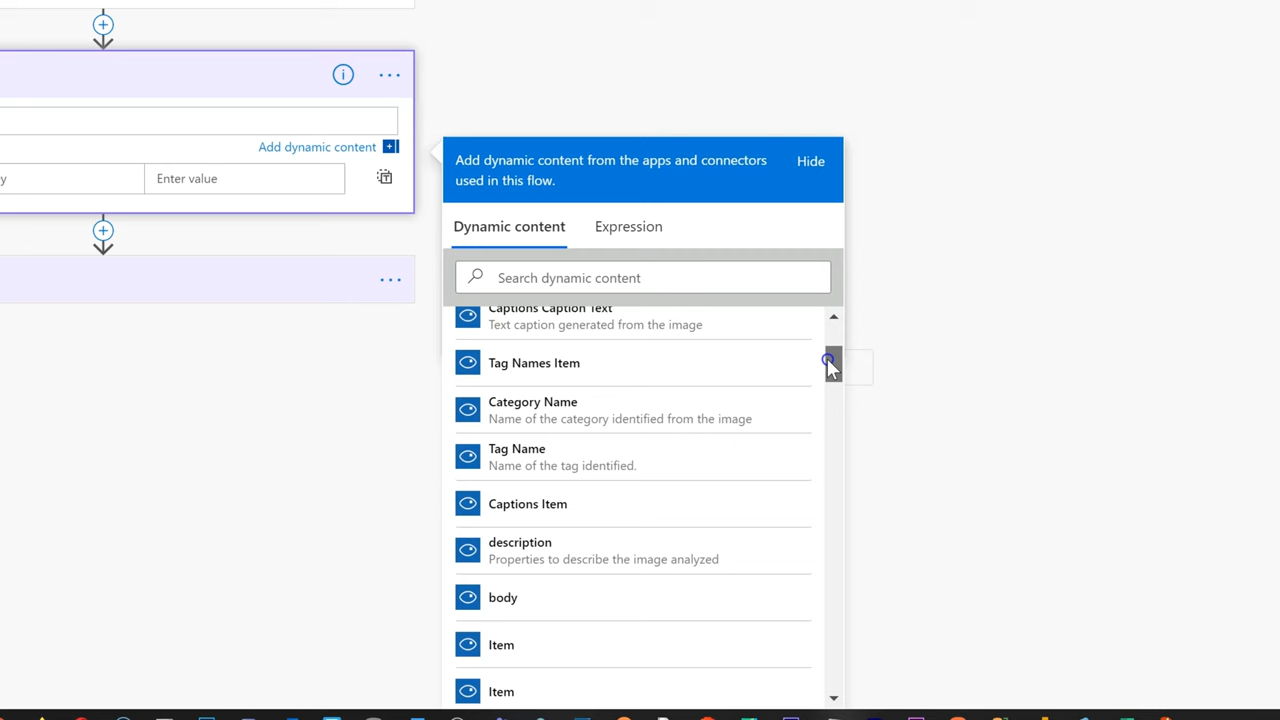 Add dynamic content
y
Enter value
Add dynamic content from the apps and connectors
used in this flow.
Hide
Dynamic content
Expression
Search dynamic content
Captions Caption Text
Text caption generated from the image
Tag Names Item
Category Name
Name of the category identified from the image
Tag Name
Name of the tag identified.
Captions Item
description
Properties to describe the image analyzed
body
Item
Item